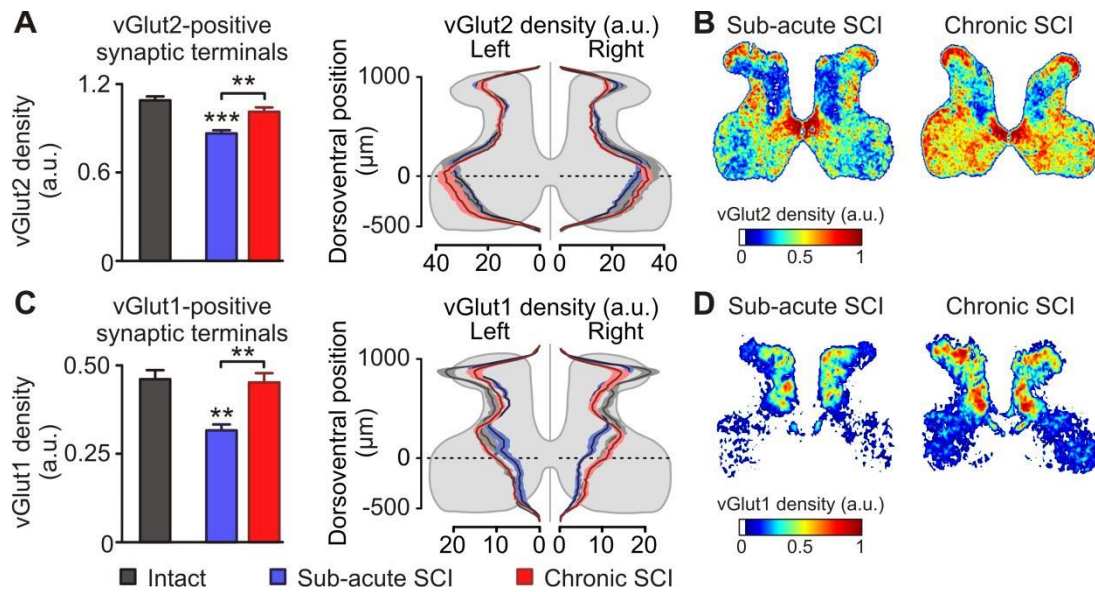 A
vGlut2-positive
synaptic terminals
vGlut2 density
(a.u.)
1.2
0.6
0
***
**
vGlut2 density (a.u.)
Left Right
Dorsoventral position
(µm)
1000
0
-500
40 20 0 0 20 40
B
Sub-acute SCI Chronic SCI
vGlut2 density (a.u.)
0 0.5 1
C
vGlut1-positive
synaptic terminals
vGlut1 density
(a.u.)
0.50
0.25
0
**
**
vGlut1 density (a.u.)
Left Right
Dorsoventral position
(µm)
1000
0
-500
20 10 0 0 10 20
D
Sub-acute SCI Chronic SCI
vGlut1 density (a.u.)
0 0.5 1
Intact Sub-acute SCI Chronic SCI